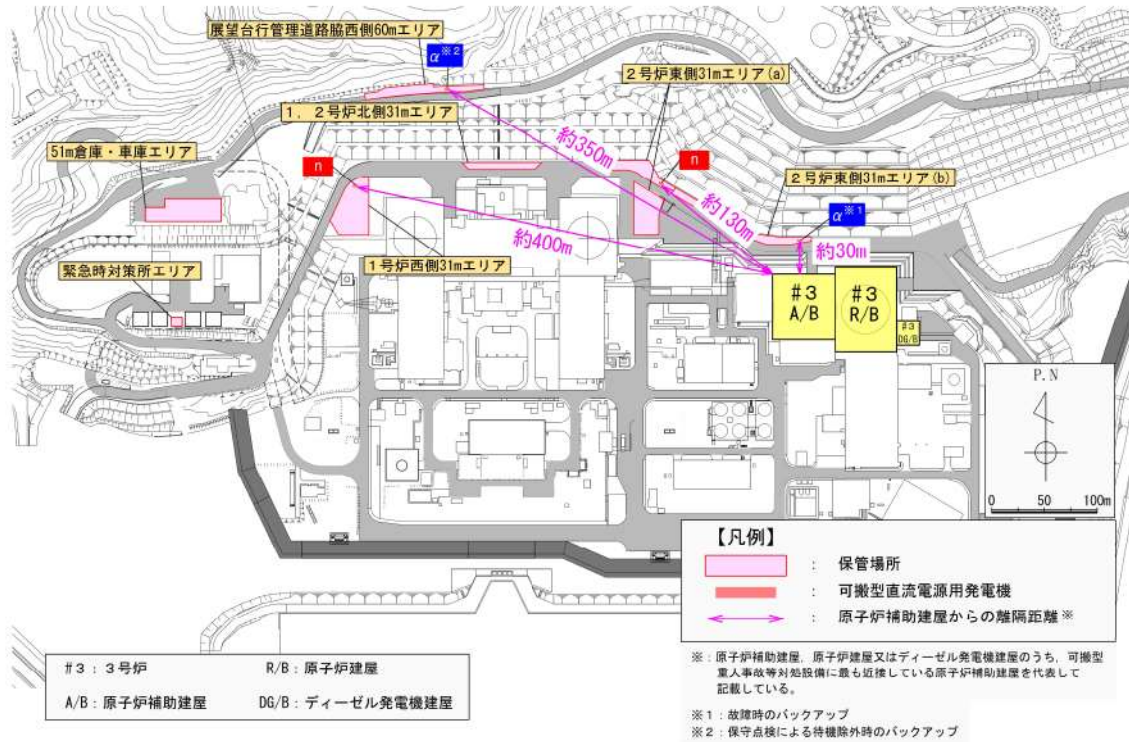 展望台行管理道路脇西側60mエリア
α※2
2号炉東側31mエリア(a)
1,2号炉北側31mエリア
約350m
n
51m倉庫・車庫エリア
n
2号炉東側31mエリア(b)
約130m
α※1
約400m
約30m
1号炉西側31mエリア
緊急時対策所エリア
#3
A/B
#3
R/B
#3
DG/B
P.N
0 50 100m
【凡例】
: 保管場所
: 可搬型直流電源用発電機
: 原子炉補助建屋からの離隔距離※
#3:3号炉 R/B:原子炉建屋
A/B:原子炉補助建屋 DG/B:ディーゼル発電機建屋
※:原子炉補助建屋,原子炉建屋又はディーゼル発電機建屋のうち,可搬型
重大事故等対処設備に最も近接している原子炉補助建屋を代表して
記載している。
※1:故障時のバックアップ
※2:保守点検による待機除外時のバックアップ